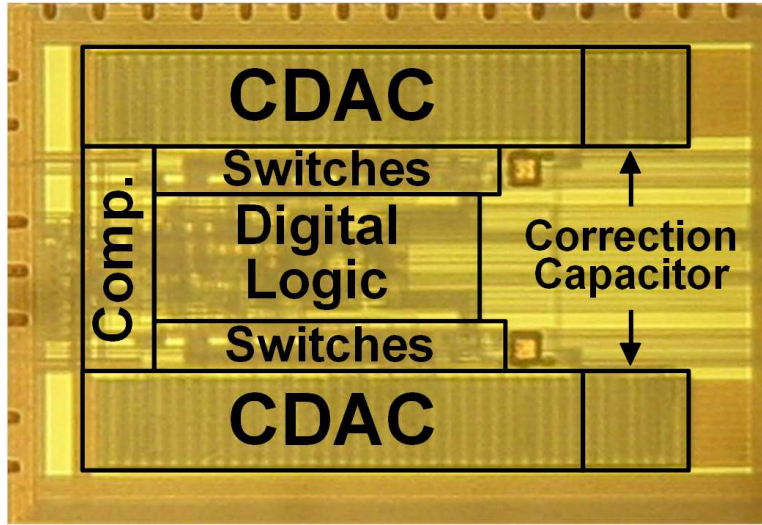 CDAC
Switches
Comp.
Digital
Logic
Correction
Capacitor
Switches
CDAC